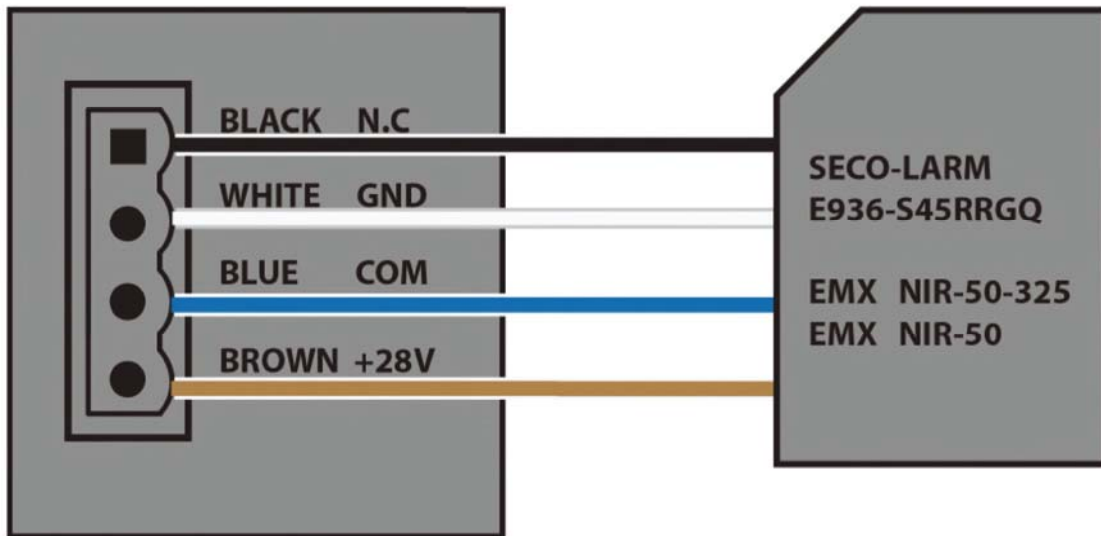 BLACK N.C
WHITE GND
BLUE COM
BROWN +28V
SECO-LARM
E936-S45RRGQ
EMX NIR-50-325
EMX NIR-50